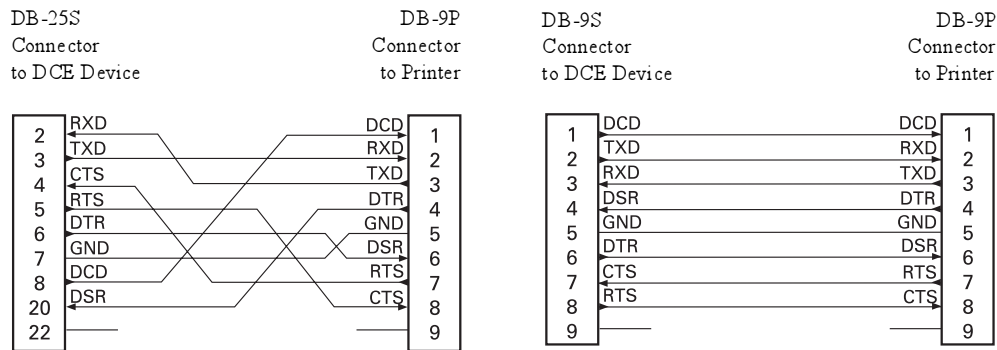 DB-25S
Connector
to DCE Device
DB-9P
Connector
to Printer
2 RXD DCD 1
3 TXD RXD 2
4 CTS TXD 3
5 RTS DTR 4
6 DTR GND 5
7 GND DSR 6
8 DCD RTS 7
20 DSR CTS 8
22 9
DB-9S
Connector
to DCE Device
DB-9P
Connector
to Printer
1 DCD DCD 1
2 TXD RXD 2
3 RXD TXD 3
4 DSR DTR 4
5 GND GND 5
6 DTR DSR 6
7 CTS RTS 7
8 RTS CTS 8
9 9